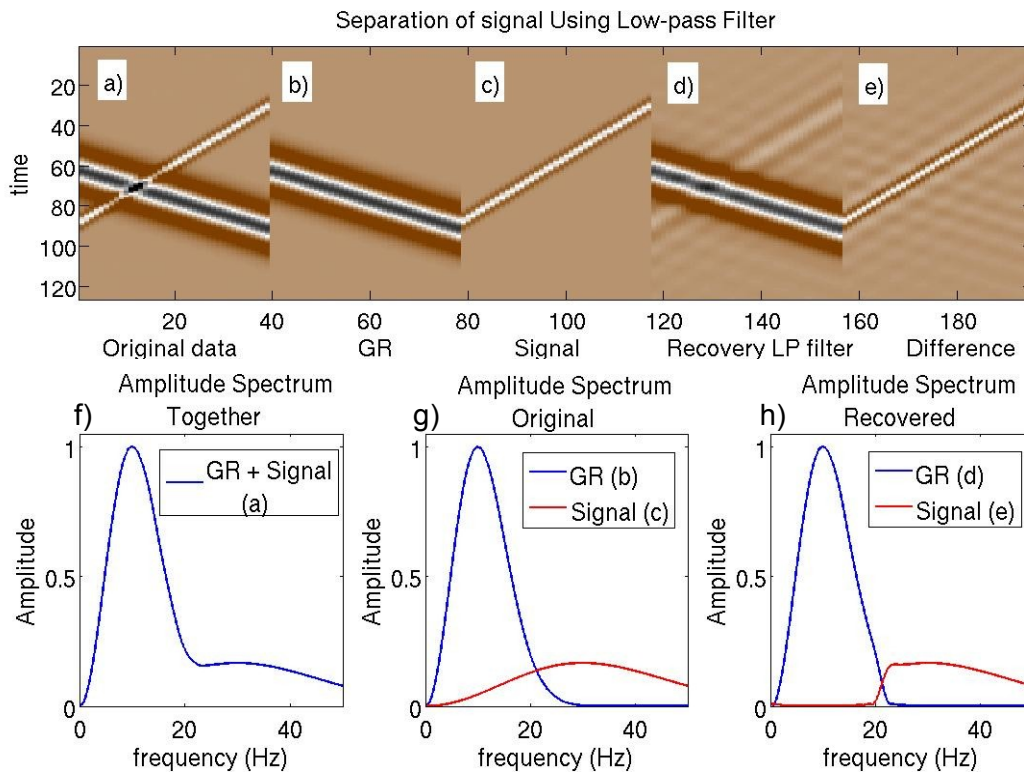 Separation of signal Using Low-pass Filter
a) b) c) d) e)
time
20
40
60
80
100
120
20 40 60 80 100 120 140 160 180
Original data GR Signal Recovery LP filter Difference
Amplitude Spectrum
f) Together
1
0.5
0
Amplitude
GR + Signal
(a)
0 20 40
frequency (Hz)
Amplitude Spectrum
g) Original
1
0.5
0
Amplitude
GR (b)
Signal (c)
0 20 40
frequency (Hz)
Amplitude Spectrum
h) Recovered
1
0.5
0
Amplitude
GR (d)
Signal (e)
0 20 40
frequency (Hz)